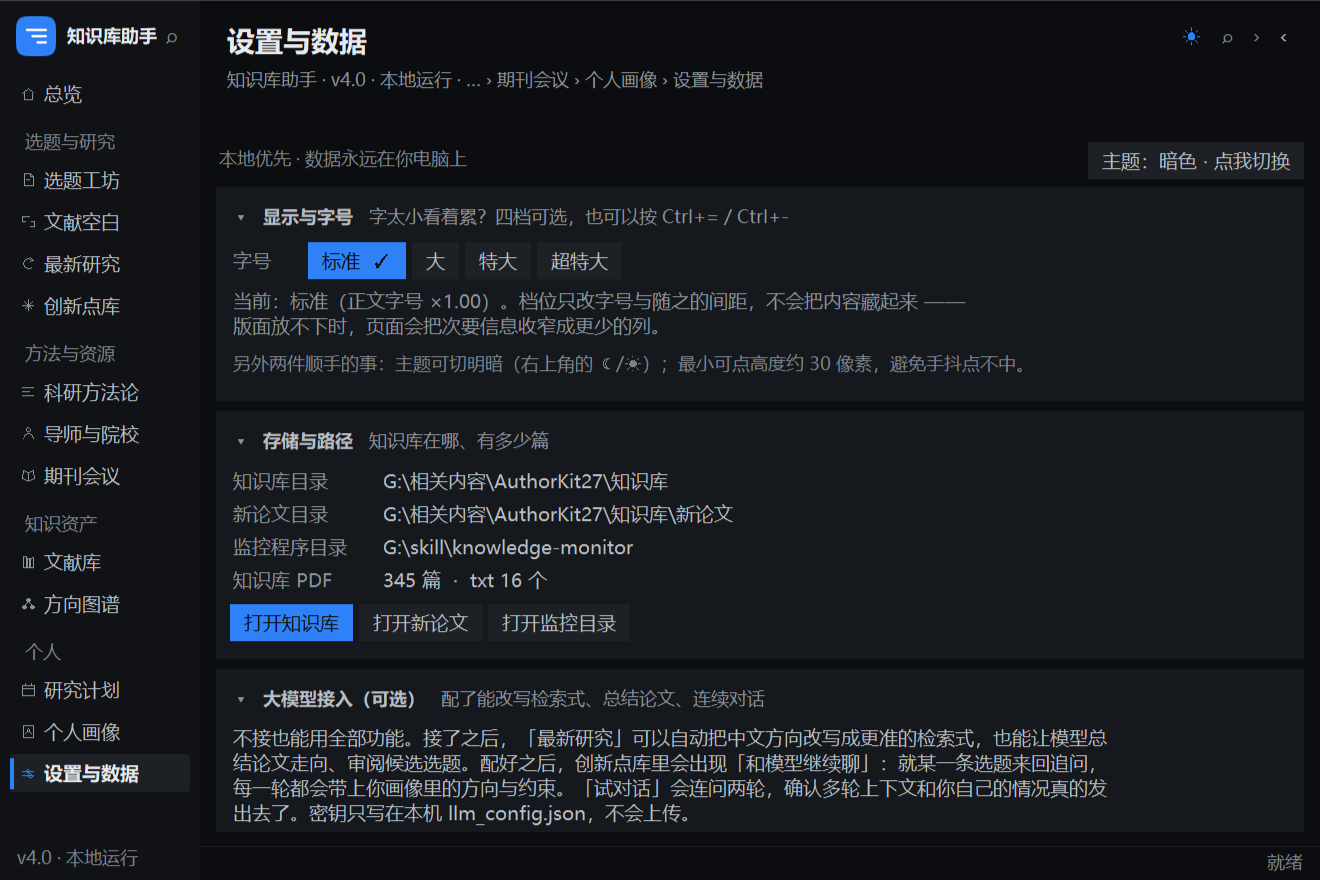 知识库助手
总览
选题与研究
选题工坊
文献空白
最新研究
创新点库
方法与资源
科研方法论
导师与院校
期刊会议
知识资产
文献库
方向图谱
个人
研究计划
个人画像
设置与数据
v4.0 · 本地运行
设置与数据
知识库助手 · v4.0 · 本地运行 · ... › 期刊会议 › 个人画像 › 设置与数据
本地优先 · 数据永远在你电脑上
主题：暗色 · 点我切换
显示与字号 字太小看着累？四档可选，也可以按 Ctrl+= / Ctrl+-
字号 标准 ✓ 大 特大 超特大
当前：标准（正文字号 ×1.00）。档位只改字号与随之的间距，不会把内容藏起来 ——
版面放不下时，页面会把次要信息收窄成更少的列。
另外两件顺手的事：主题可切明暗（右上角的 ☾/☀）；最小可点高度约 30 像素，避免手抖点不中。
存储与路径 知识库在哪、有多少篇
知识库目录 G:\相关内容\AuthorKit27\知识库
新论文目录 G:\相关内容\AuthorKit27\知识库\新论文
监控程序目录 G:\skill\knowledge-monitor
知识库 PDF 345 篇 · txt 16 个
打开知识库 打开新论文 打开监控目录
大模型接入（可选） 配了能改写检索式、总结论文、连续对话
不接也能用全部功能。接了之后，「最新研究」可以自动把中文方向改写成更准的检索式，也能让模型总
结论文走向、审阅候选选题。配好之后，创新点库里会出现「和模型继续聊」：就某一条选题来回追问，
每一轮都会带上你画像里的方向与约束。「试对话」会连问两轮，确认多轮上下文和你自己的情况真的发
出去了。密钥只写在本机 llm_config.json，不会上传。
就绪